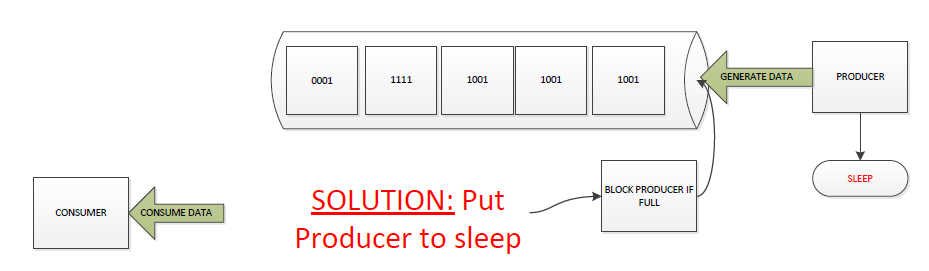 0001
1111
1001
1001
1001
GENERATE DATA
PRODUCER
SLEEP
BLOCK PRODUCER IF
FULL
SOLUTION: Put
Producer to sleep
CONSUMER
CONSUME DATA